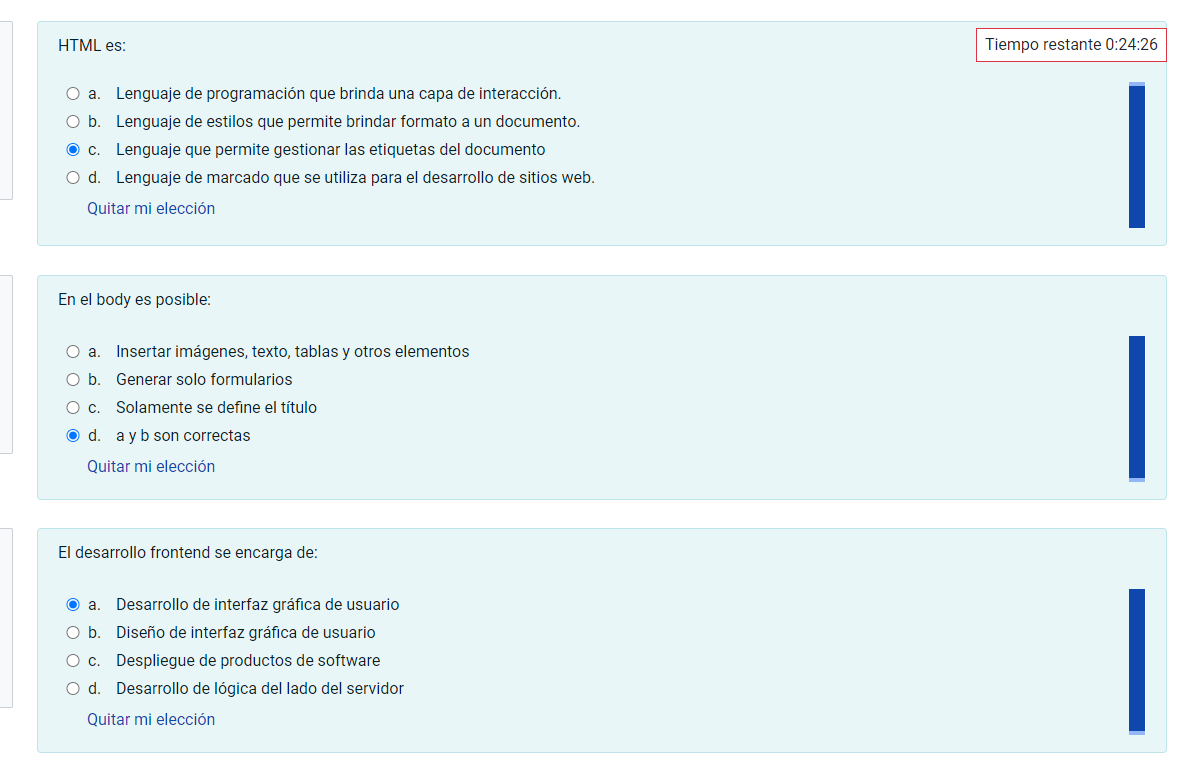 HTML es:
Tiempo restante 0:24:26
a. Lenguaje de programación que brinda una capa de interacción.
b. Lenguaje de estilos que permite brindar formato a un documento.
c. Lenguaje que permite gestionar las etiquetas del documento
d. Lenguaje de marcado que se utiliza para el desarrollo de sitios web.
Quitar mi elección
En el body es posible:
a. Insertar imágenes, texto, tablas y otros elementos
b. Generar solo formularios
c. Solamente se define el título
d. a y b son correctas
Quitar mi elección
El desarrollo frontend se encarga de:
a. Desarrollo de interfaz gráfica de usuario
b. Diseño de interfaz gráfica de usuario
c. Despliegue de productos de software
d. Desarrollo de lógica del lado del servidor
Quitar mi elección